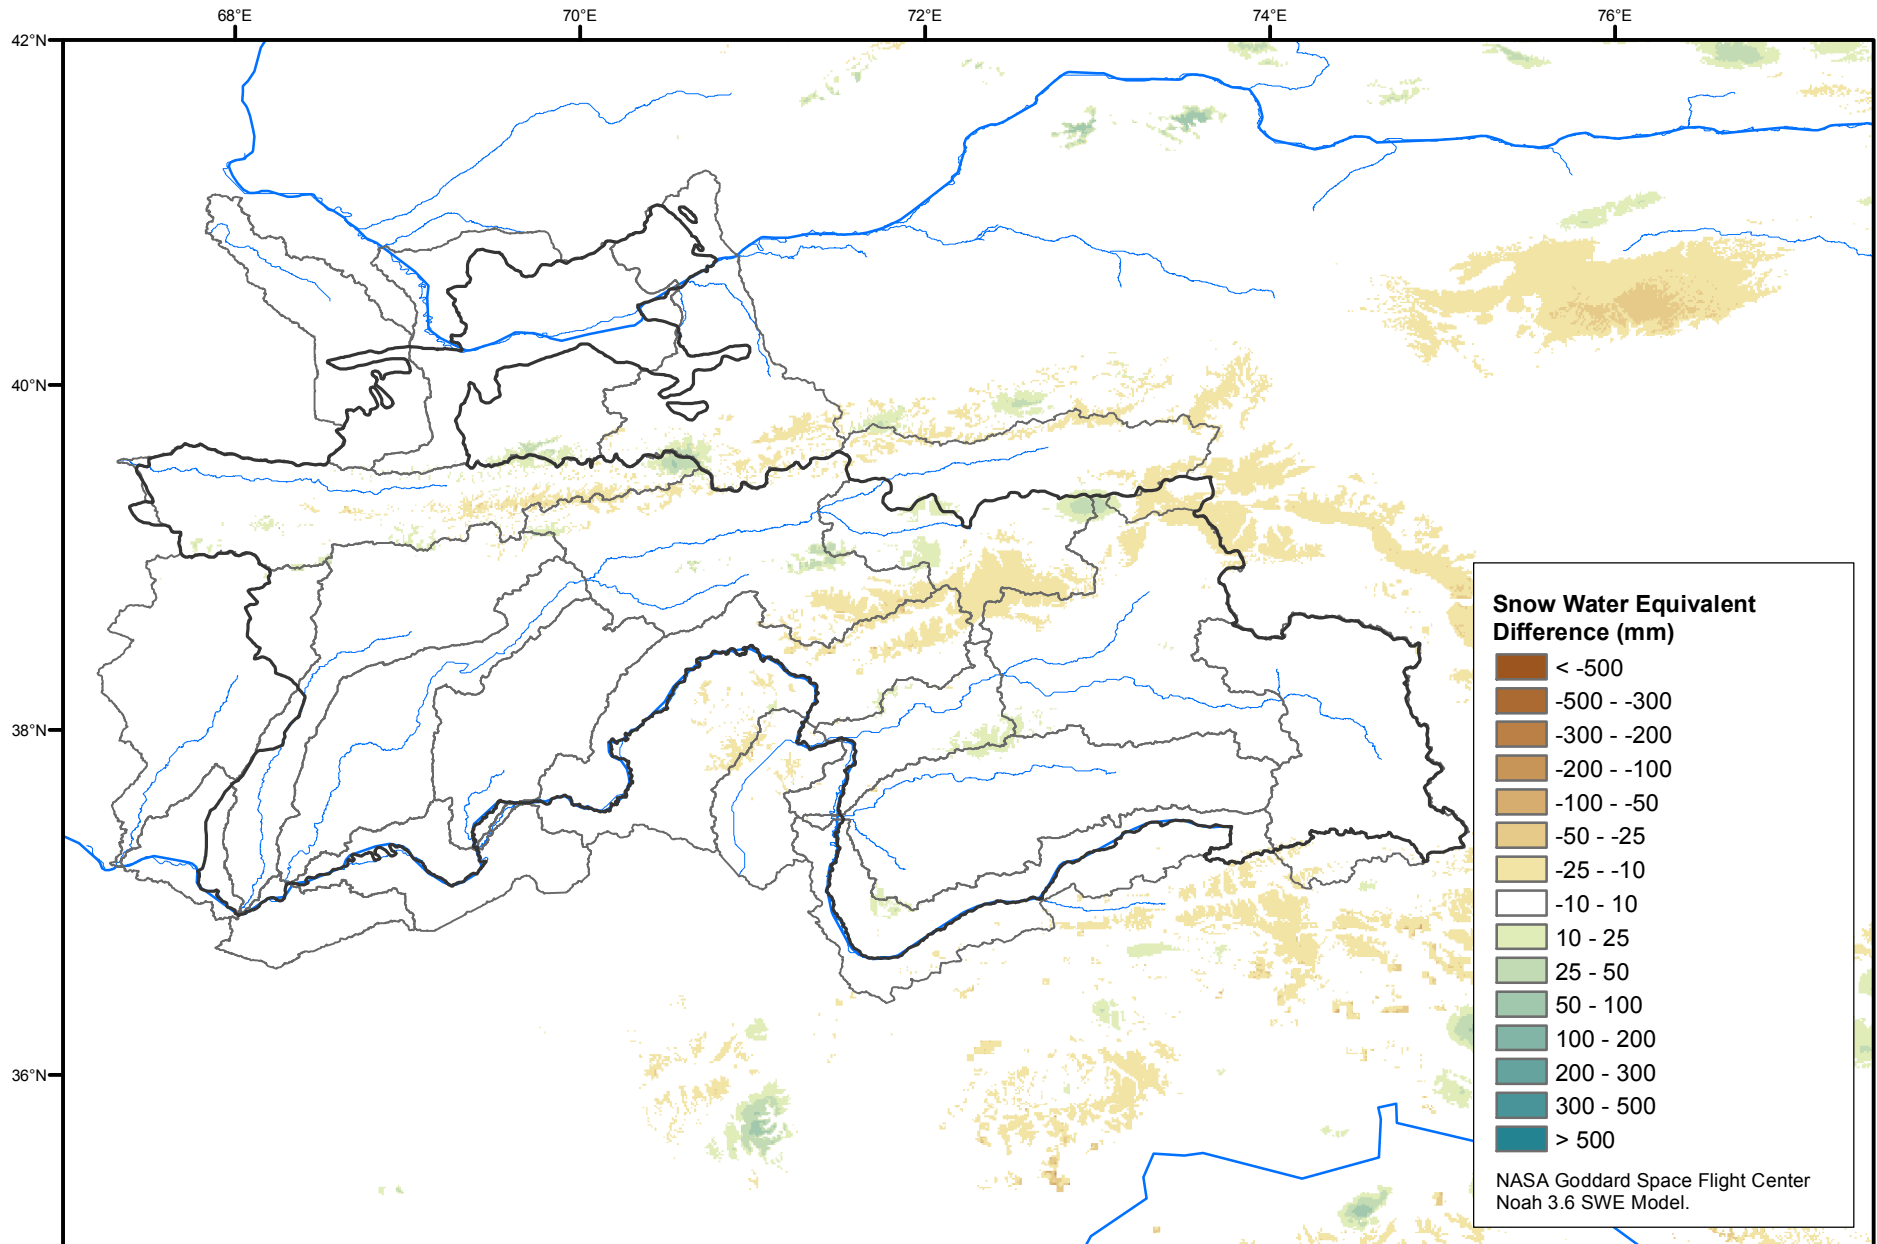 68°E
70°E
72°E
74°E
76°E
42°N
40°N
38°N
36°N
Snow Water Equivalent
Difference (mm)
< -500
-500 - -300
-300 - -200
-200 - -100
-100 - -50
-50 - -25
-25 - -10
-10 - 10
10 - 25
25 - 50
50 - 100
100 - 200
200 - 300
300 - 500
> 500
NASA Goddard Space Flight Center
Noah 3.6 SWE Model.